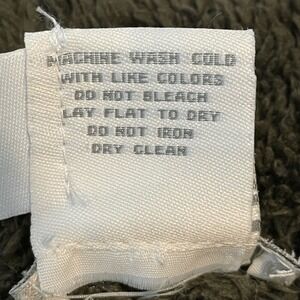 MACHINE WASH COLD
WITH LIKE COLORS
DO NOT BLEACH
LAY FLAT TO DRY
DO NOT IRON
DRY CLEAN